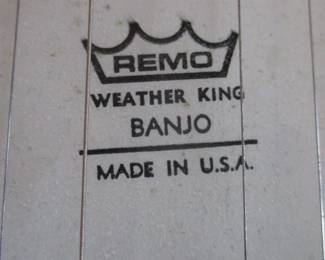 REMO
WEATHER KING
BANJO
MADE IN U.S.A.